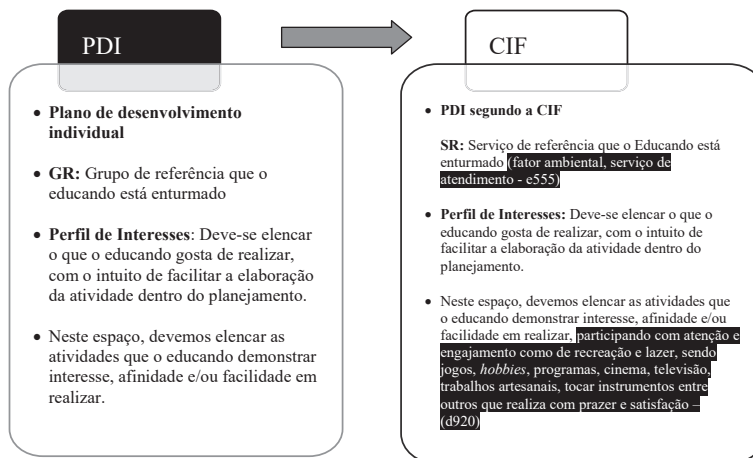 PDI
• Plano de desenvolvimento
individual
• GR: Grupo de referência que o
educando está enturmado
• Perfil de Interesses: Deve-se elencar
o que o educando gosta de realizar,
com o intuito de facilitar a elaboração
da atividade dentro do planejamento.
• Neste espaço, devemos elencar as
atividades que o educando demonstrar
interesse, afinidade e/ou facilidade em
realizar.
CIF
• PDI segundo a CIF
SR: Serviço de referência que o Educando está
enturmado (fator ambiental, serviço de
atendimento - e555)
• Perfil de Interesses: Deve-se elencar o que o
educando gosta de realizar, com o intuito de
facilitar a elaboração da atividade dentro do
planejamento.
• Neste espaço, devemos elencar as atividades que
o educando demonstrar interesse, afinidade e/ou
facilidade em realizar, participando com atenção e
engajamento como de recreação e lazer, sendo
jogos, hobbies, programas, cinema, televisão,
trabalhos artesanais, tocar instrumentos entre
outros que realiza com prazer e satisfação –
(d920)